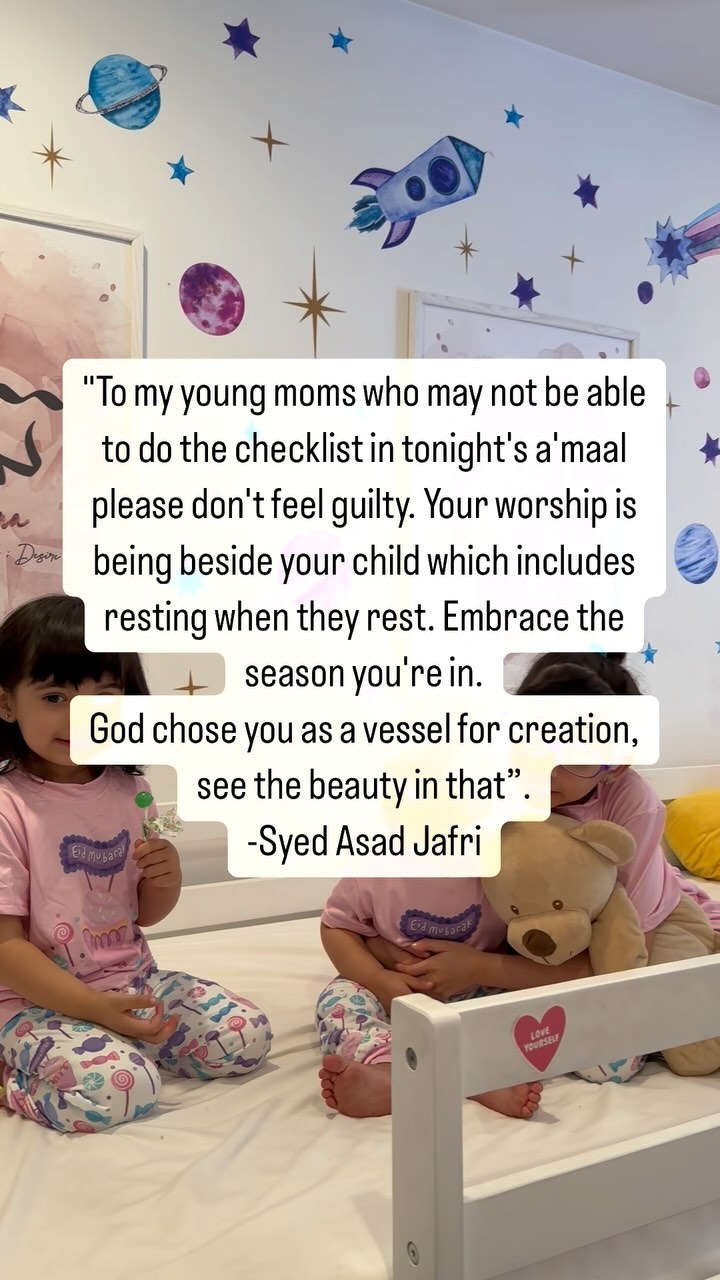 "To my young moms who may not be able
to do the checklist in tonight's a'maal
please don't feel guilty. Your worship is
being beside your child which includes
resting when they rest. Embrace the
season you're in.
God chose you as a vessel for creation,
see the beauty in that”.
-Syed Asad Jafri
: Desire
Eid Mubarak
Eid Mubarak
LOVE
YOURSELF